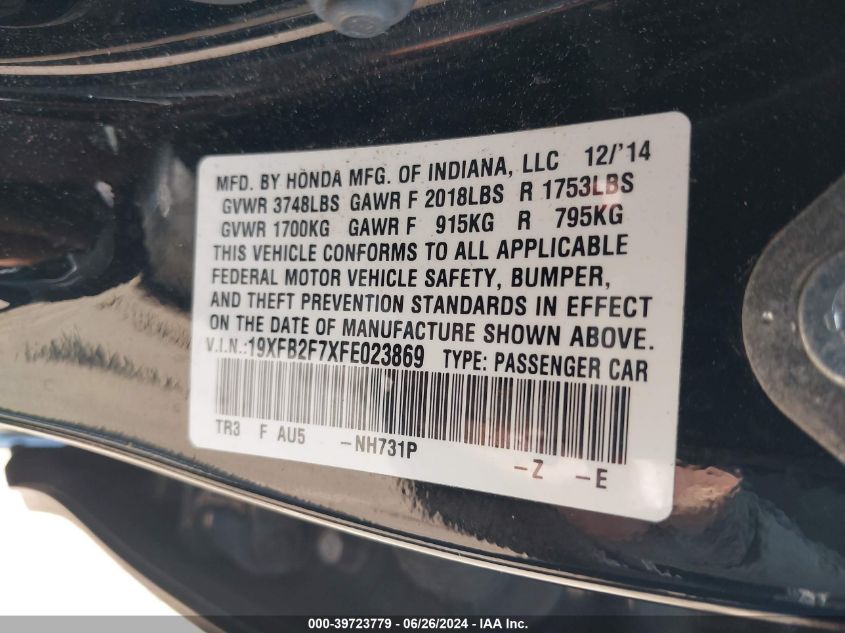 MFD. BY HONDA MFG. OF INDIANA, LLC 12/'14
GVWR 3748LBS GAWR F 2018LBS R 1753LBS
GVWR 1700KG GAWR F 915KG R 795KG
THIS VEHICLE CONFORMS TO ALL APPLICABLE
FEDERAL MOTOR VEHICLE SAFETY, BUMPER,
AND THEFT PREVENTION STANDARDS IN EFFECT
ON THE DATE OF MANUFACTURE SHOWN ABOVE.
V.I.N.:19XFB2F7XFE023869 TYPE: PASSENGER CAR
TR3 F AU5 -NH731P -Z -E
000-39723779 - 06/26/2024 - IAA Inc.